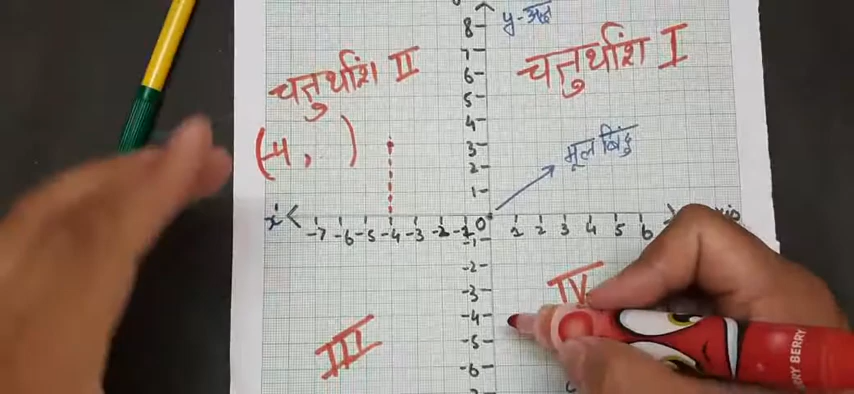 8 y-अक्ष
7
चतुर्थांश II चतुर्थांश I
6
5
4
(-4, )
3
मूल बिंदु
2
1
x' -7 -6 -5 -4 -3 -2 -1 0 1 2 3 4 5 6
-1
-2
-3 IV
-4
-5
III
-6
BERRY